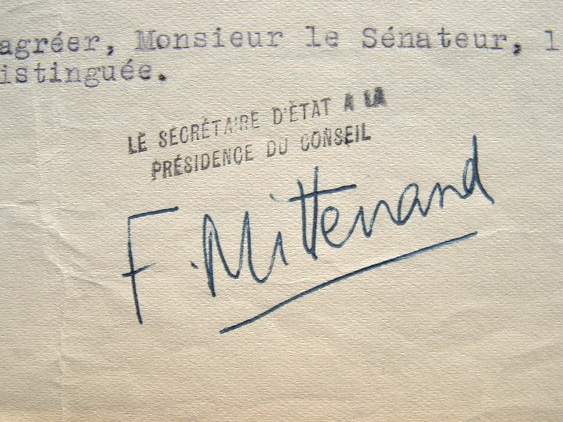 agréer, Monsieur le Sénateur, l
istinguée.
LE SECRÉTAIRE D'ÉTAT A LA
PRÉSIDENCE DU CONSEIL
F. Mitterrand